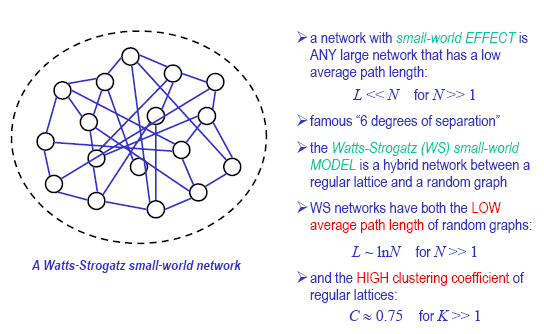 ➢ a network with small-world EFFECT is
ANY large network that has a low
average path length:
L << N for N >> 1
➢ famous “6 degrees of separation”
➢ the Watts-Strogatz (WS) small-world
MODEL is a hybrid network between a
regular lattice and a random graph
➢ WS networks have both the LOW
average path length of random graphs:
L ~ lnN for N >> 1
➢ and the HIGH clustering coefficient of
regular lattices:
C ≈ 0.75 for K >> 1
A Watts-Strogatz small-world network